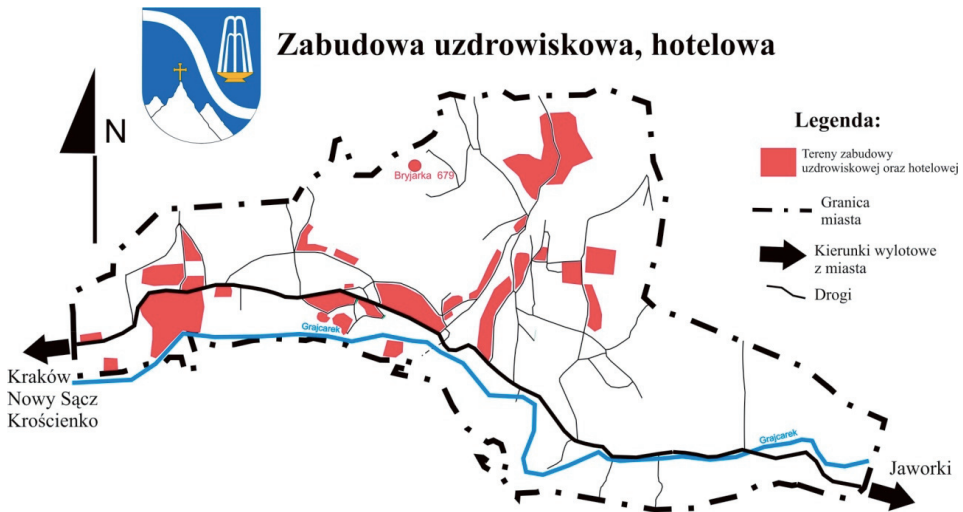 Zabudowa uzdrowiskowa, hotelowa
N
Legenda:
Tereny zabudowy
uzdrowiskowej oraz hotelowej
Granica
miasta
Kierunki wylotowe
z miasta
Drogi
Bryjarka 679
Grajcarek
Kraków
Nowy Sącz
Krościenko
Grajcarek
Jaworki